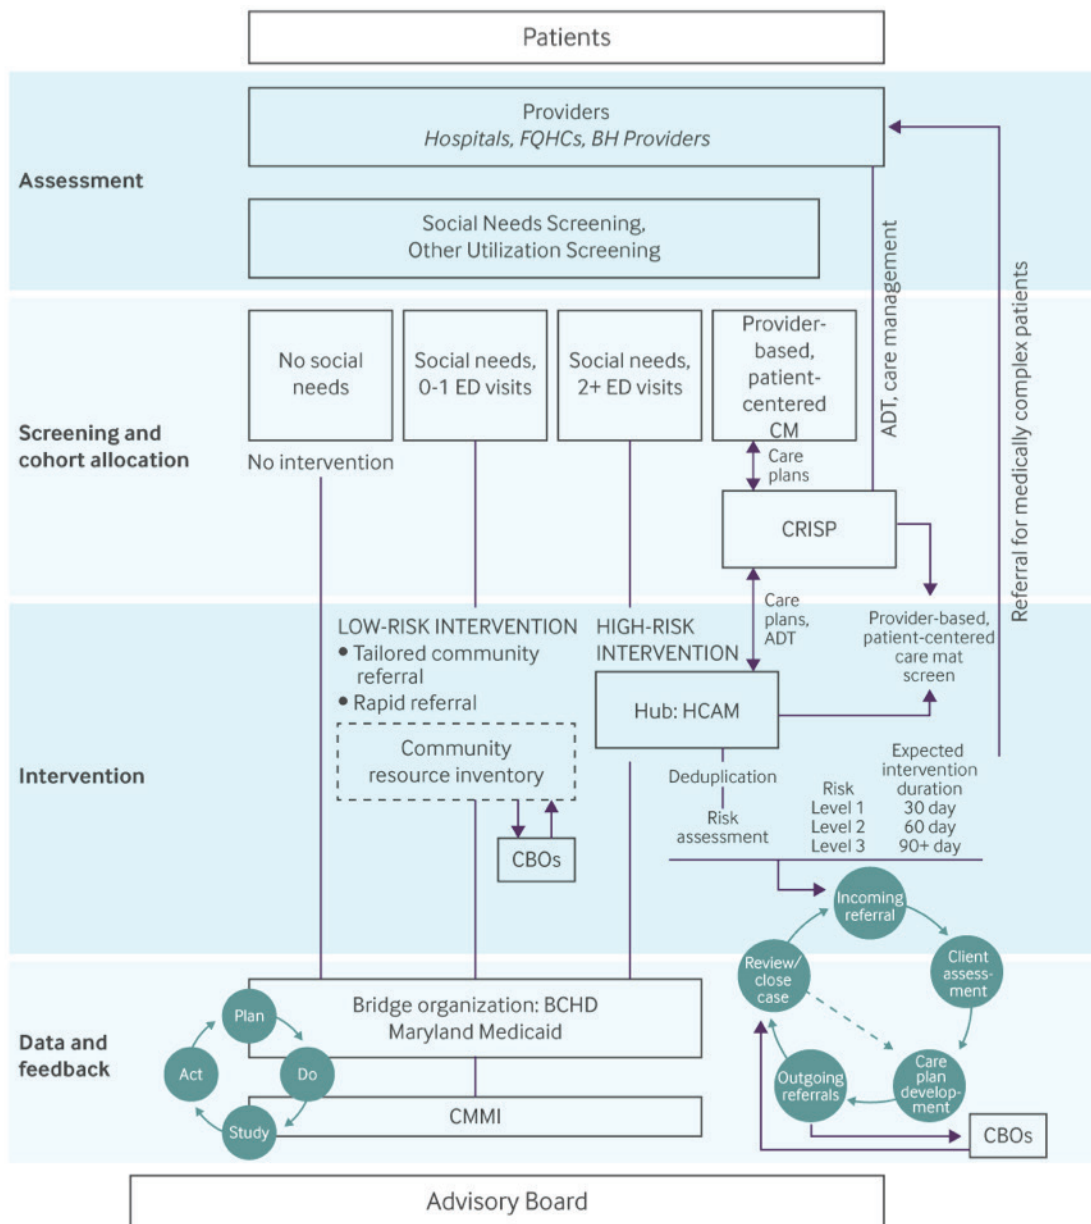 Patients
Assessment
Providers
Hospitals, FQHCs, BH Providers
Social Needs Screening,
Other Utilization Screening
ADT, care management
Referral for medically complex patients
Screening and
cohort allocation
No social
needs
Social needs,
0-1 ED visits
Social needs,
2+ ED visits
Provider-
based,
patient-
centered
CM
No intervention
Care
plans
CRISP
Intervention
LOW-RISK INTERVENTION
• Tailored community
referral
• Rapid referral
HIGH-RISK
INTERVENTION
Care
plans,
ADT
Provider-based,
patient-centered
care mat
screen
Hub: HCAM
Community
resource inventory
CBOs
Deduplication
Risk
assessment
Risk
Level 1
Level 2
Level 3
Expected
intervention
duration
30 day
60 day
90+ day
Incoming
referral
Client
assess-
ment
Care
plan
develop-
ment
Outgoing
referrals
Review/
close
case
CBOs
Data and
feedback
Bridge organization: BCHD
Maryland Medicaid
Plan
Do
Study
Act
CMMI
Advisory Board